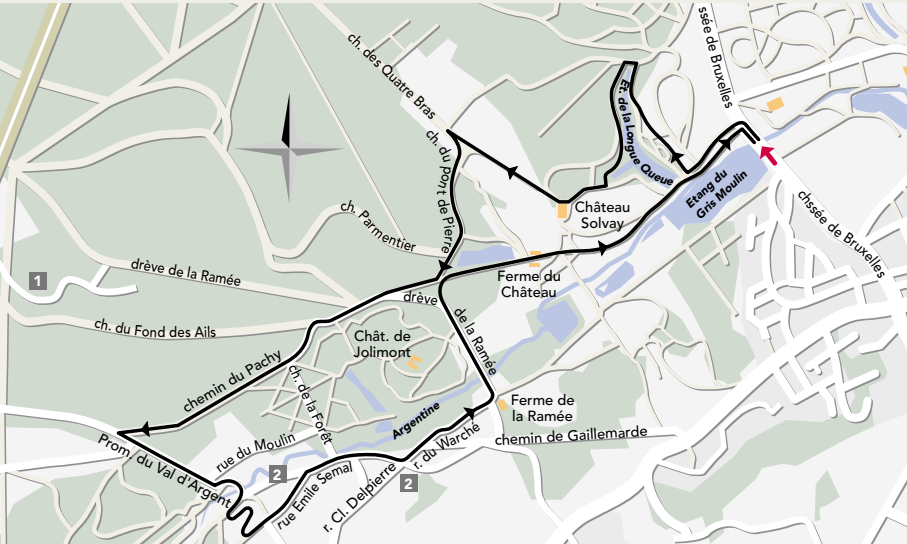 ssée de Bruxelles
ch. des Quatre Bras
Et. de la Longue Queue
ch. du Pont de Pierre
Etang du
Gris Moulin
Château
Solvay
ch. Parmentier
chssée de Bruxelles
drève de la Ramée
1
Ferme du
Château
drève
de la Ramée
ch. du Fond des Ails
Chât. de
Jolimont
chemin du Pachy
ch. de la Forêt
Ferme de
la Ramée
Argentine
chemin de Gaillemarde
r. du Warché
rue du Moulin
Prom. du Val d'Argent
2
rue Emile Semal
r. Cl. Delpierre
2